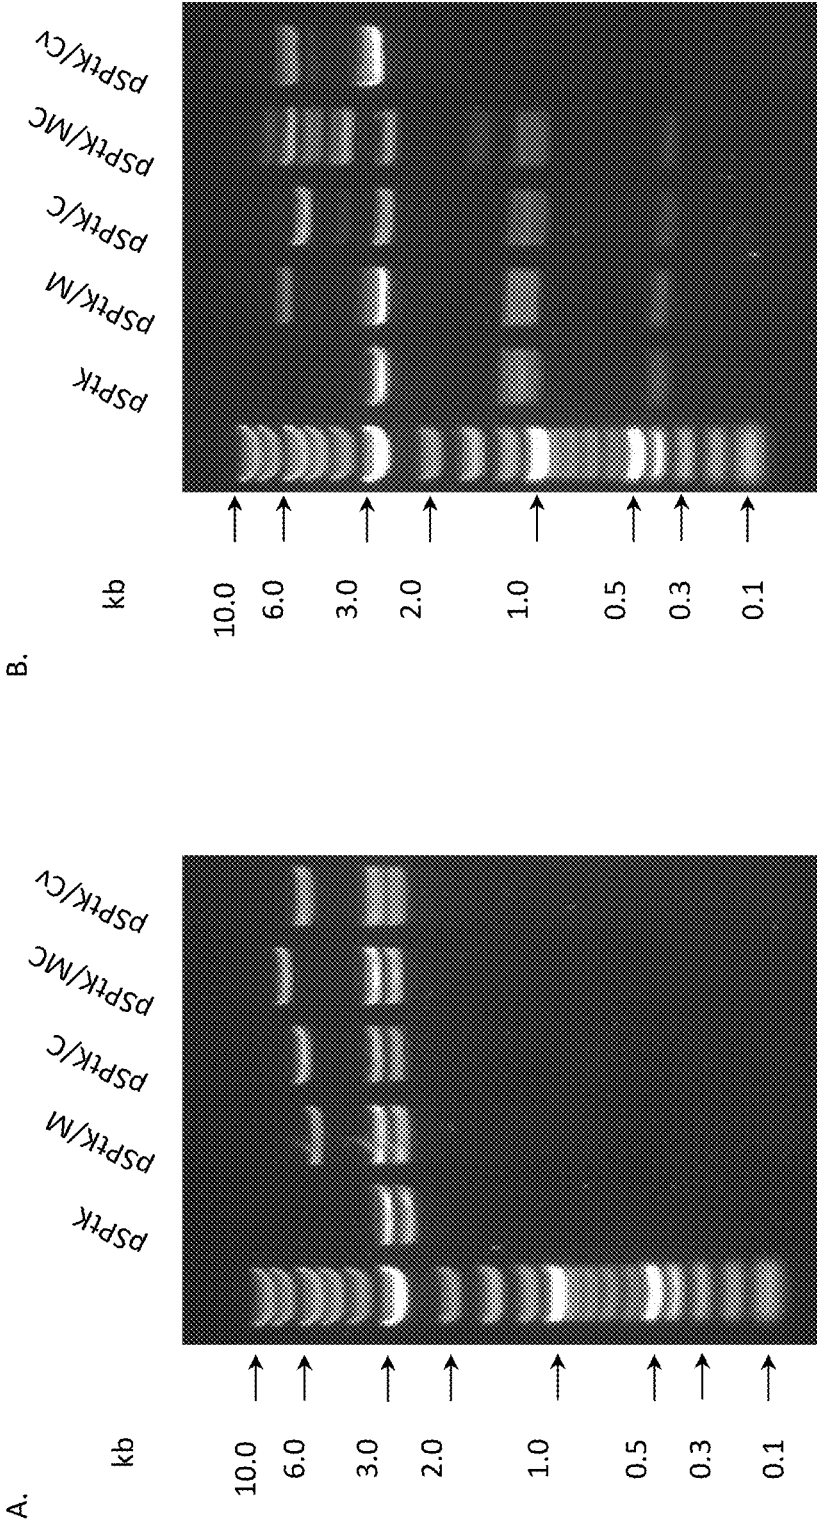 A.
kb
10.0
6.0
3.0
2.0
1.0
0.5
0.3
0.1
pSPtK
pSPtK/M
pSPtK/C
pSPtK/MC
pSPtK/Cv
B.
kb
10.0
6.0
3.0
2.0
1.0
0.5
0.3
0.1
pSPtK
pSPtK/M
pSPtK/C
pSPtK/MC
pSPtK/Cv